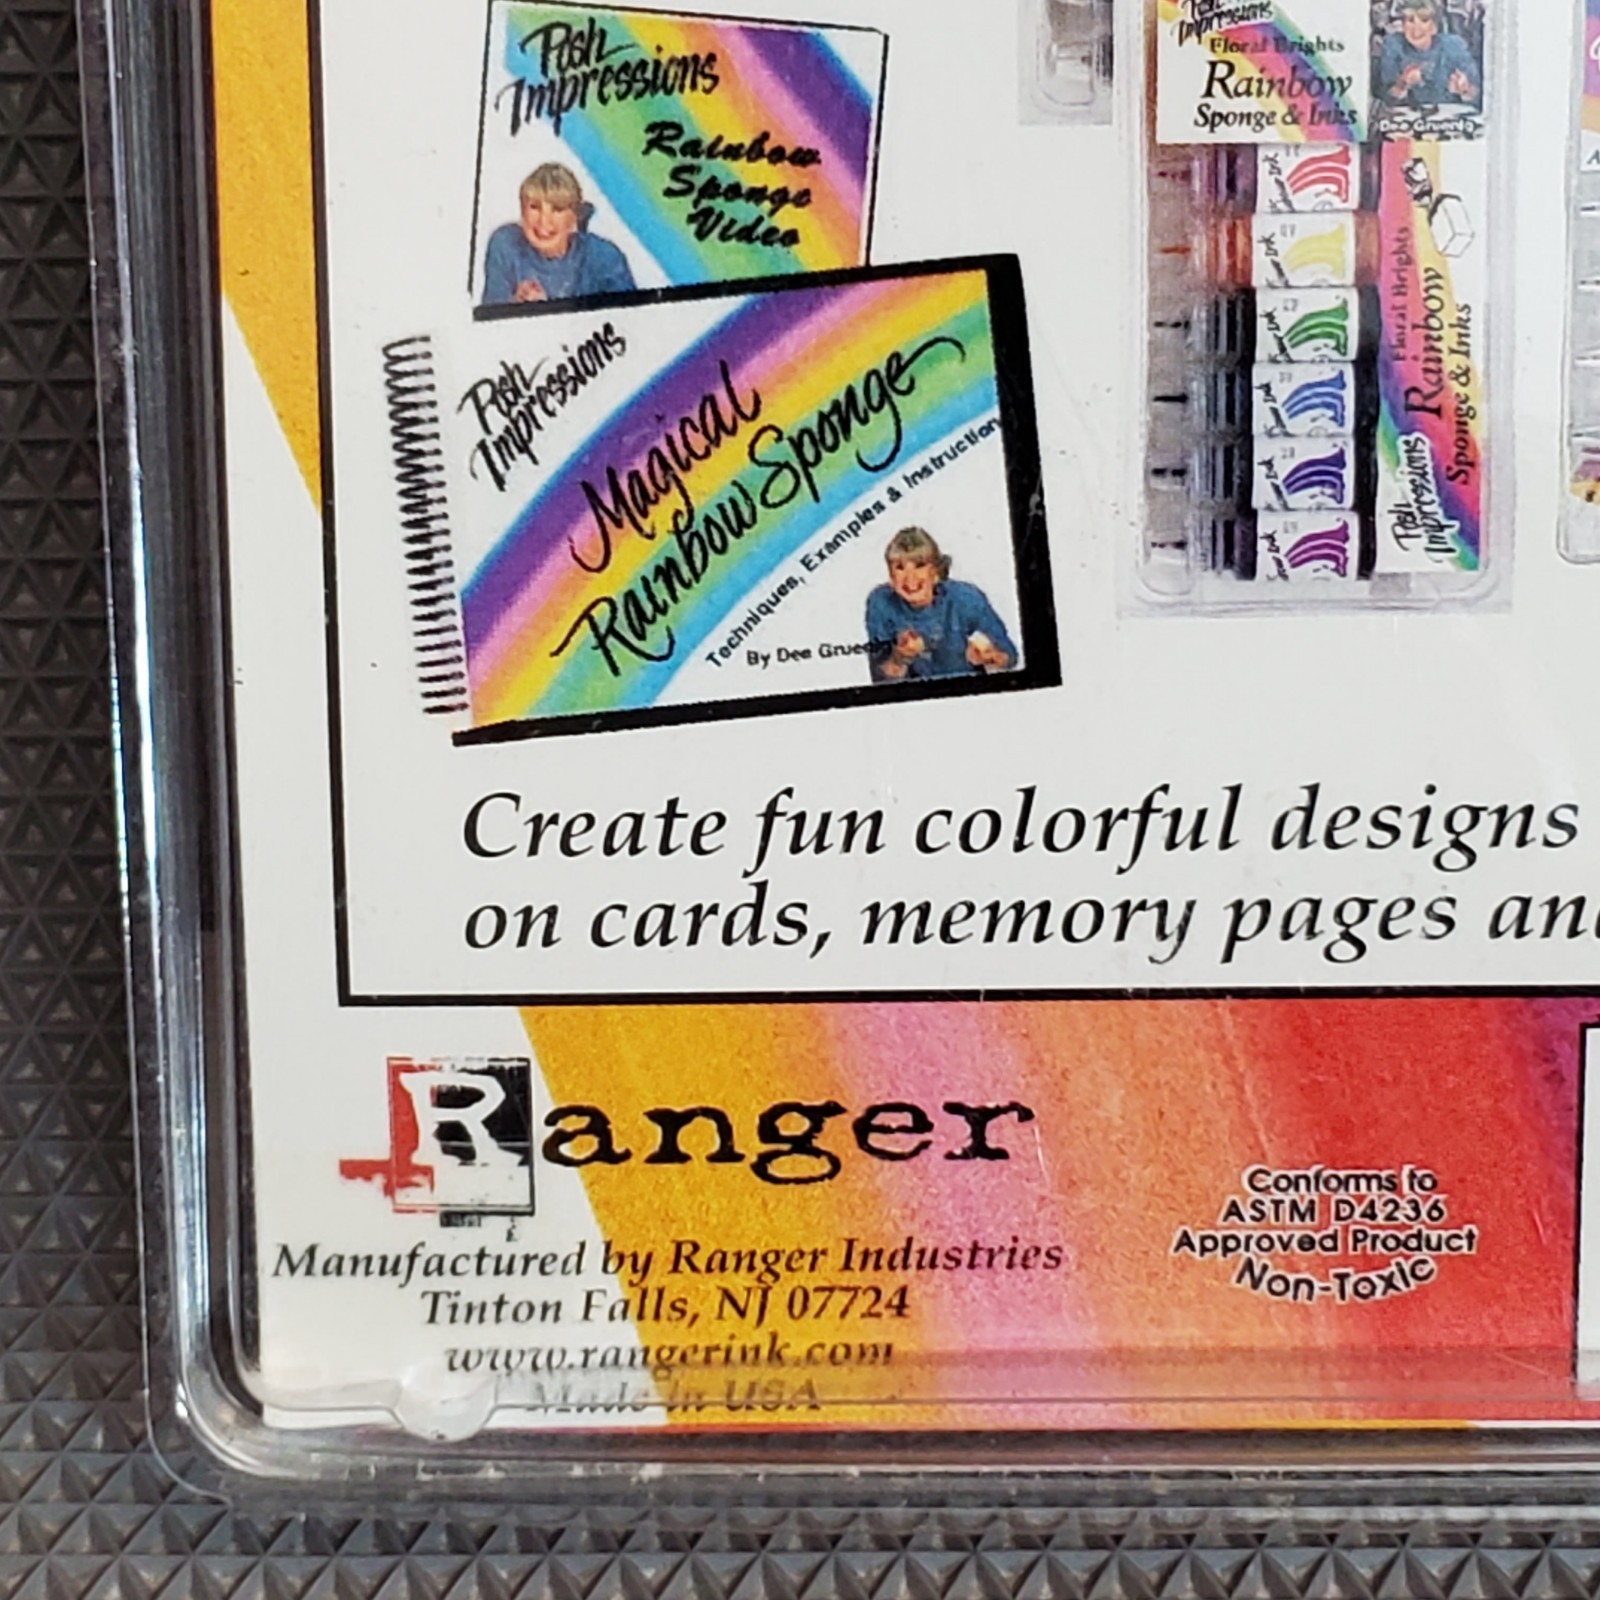 Posh
Impressions
Rainbow
Sponge
Video
Posh
Impressions
Magical
Rainbow Sponge
Techniques, Examples & Instruction
By Dee
Impressions
Floral Brights
Rainbow
Sponge & Inks
Dee Gruenig
Posh
Impressions
Floral Brights
Rainbow
Sponge & Inks
Create fun colorful designs
on cards, memory pages
Ranger
Manufactured by Ranger Industries
Tinton Falls, NJ 07724
www.rangerink.com
Made in USA
Conforms to
ASTM D4236
Approved Product
Non-Toxic